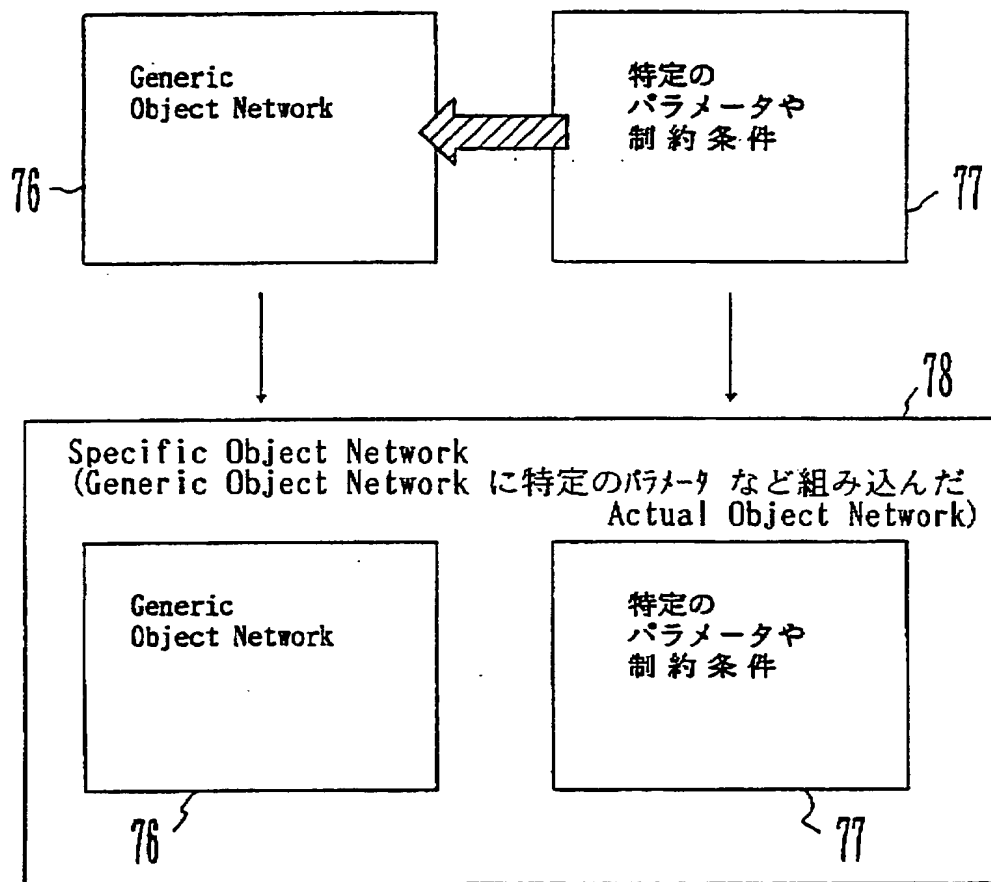 Generic
Object Network
特定の
パラメータや
制約条件
76
77
78
Specific Object Network
(Generic Object Network に特定のパラメータ など組み込んだ
Actual Object Network)
Generic
Object Network
特定の
パラメータや
制約条件
76
77